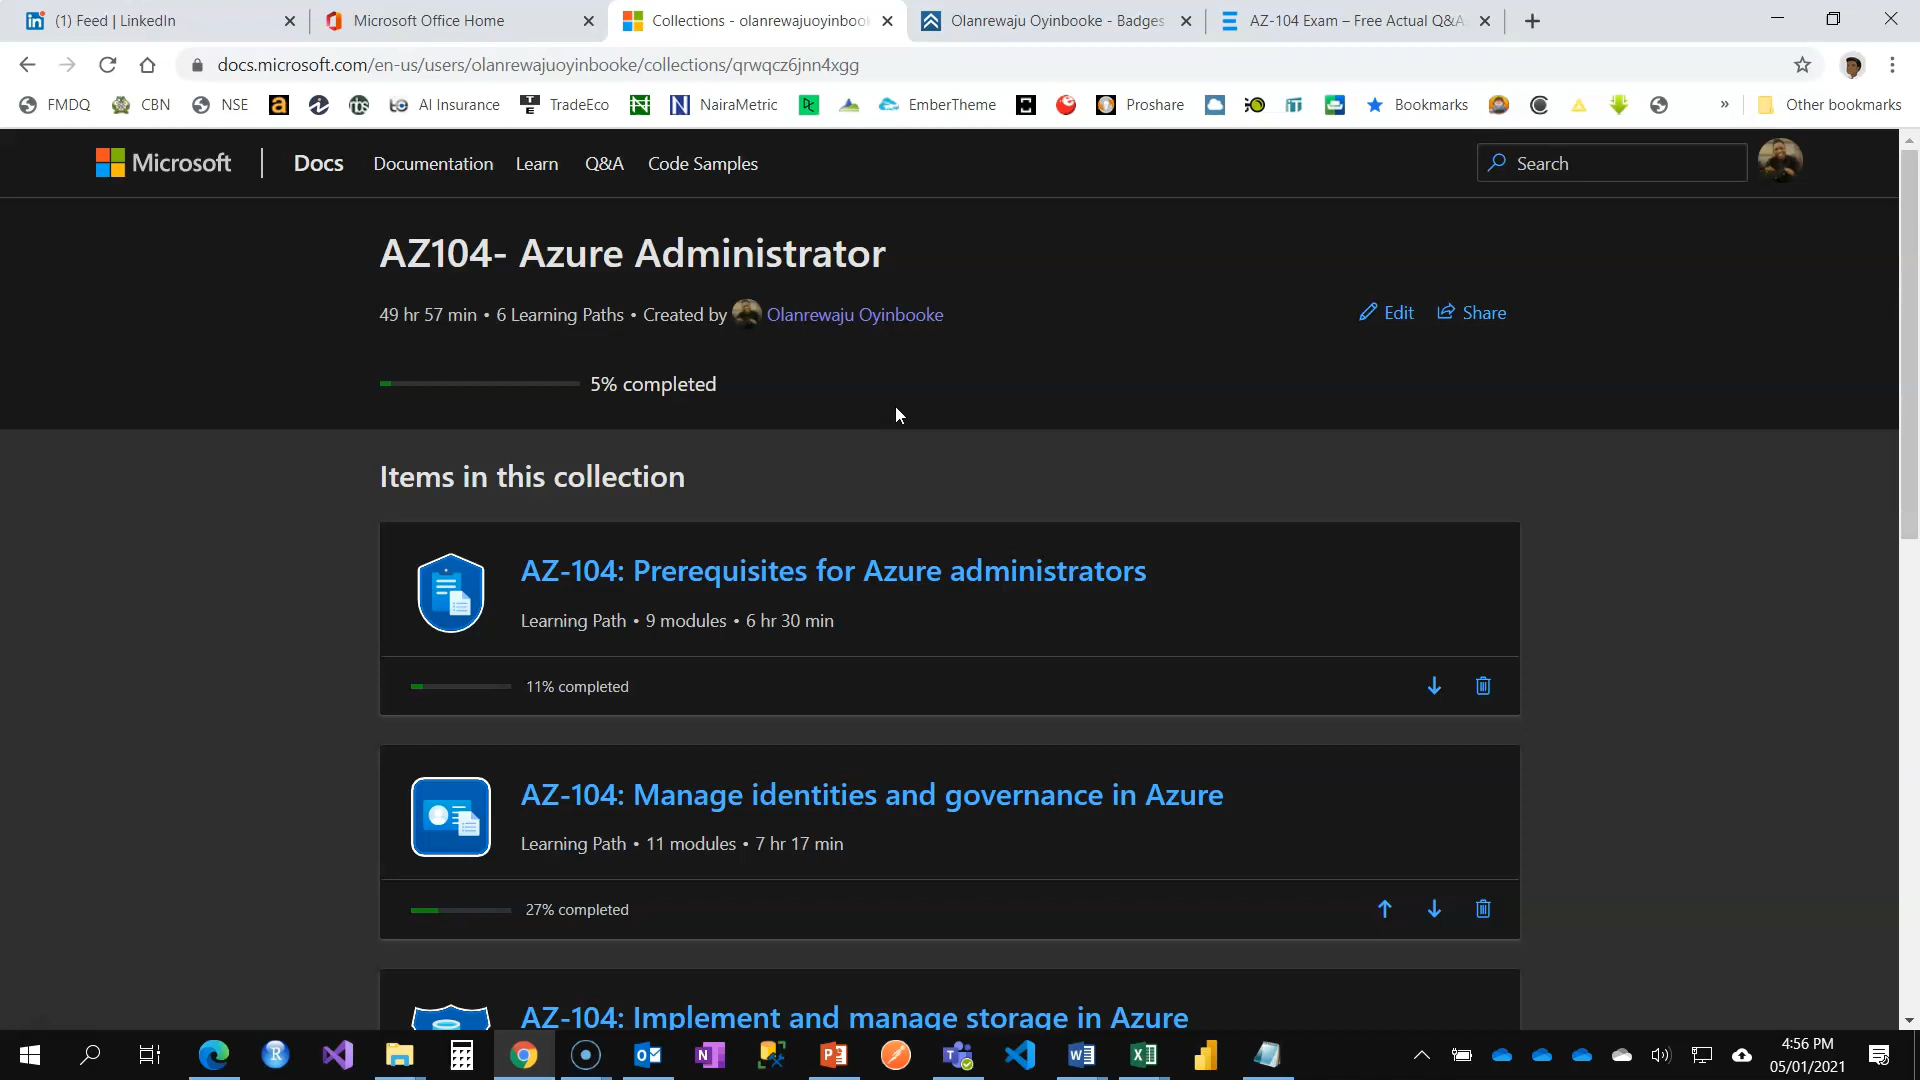 (1) Feed | LinkedIn
Microsoft Office Home
Collections - olanrewajuoyinbook
Olanrewaju Oyinbooke - Badges
AZ-104 Exam – Free Actual Q&A
docs.microsoft.com/en-us/users/olanrewajuoyinbooke/collections/qrwqcz6jnn4xgg
FMDQ
CBN
NSE
AI Insurance
TradeEco
NairaMetric
EmberTheme
Proshare
Bookmarks
» Other bookmarks
Microsoft
Docs
Documentation
Learn
Q&A
Code Samples
Search
AZ104- Azure Administrator
49 hr 57 min • 6 Learning Paths • Created by Olanrewaju Oyinbooke
Edit
Share
5% completed
Items in this collection
AZ-104: Prerequisites for Azure administrators
Learning Path • 9 modules • 6 hr 30 min
11% completed
AZ-104: Manage identities and governance in Azure
Learning Path • 11 modules • 7 hr 17 min
27% completed
AZ-104: Implement and manage storage in Azure
4:56 PM
05/01/2021